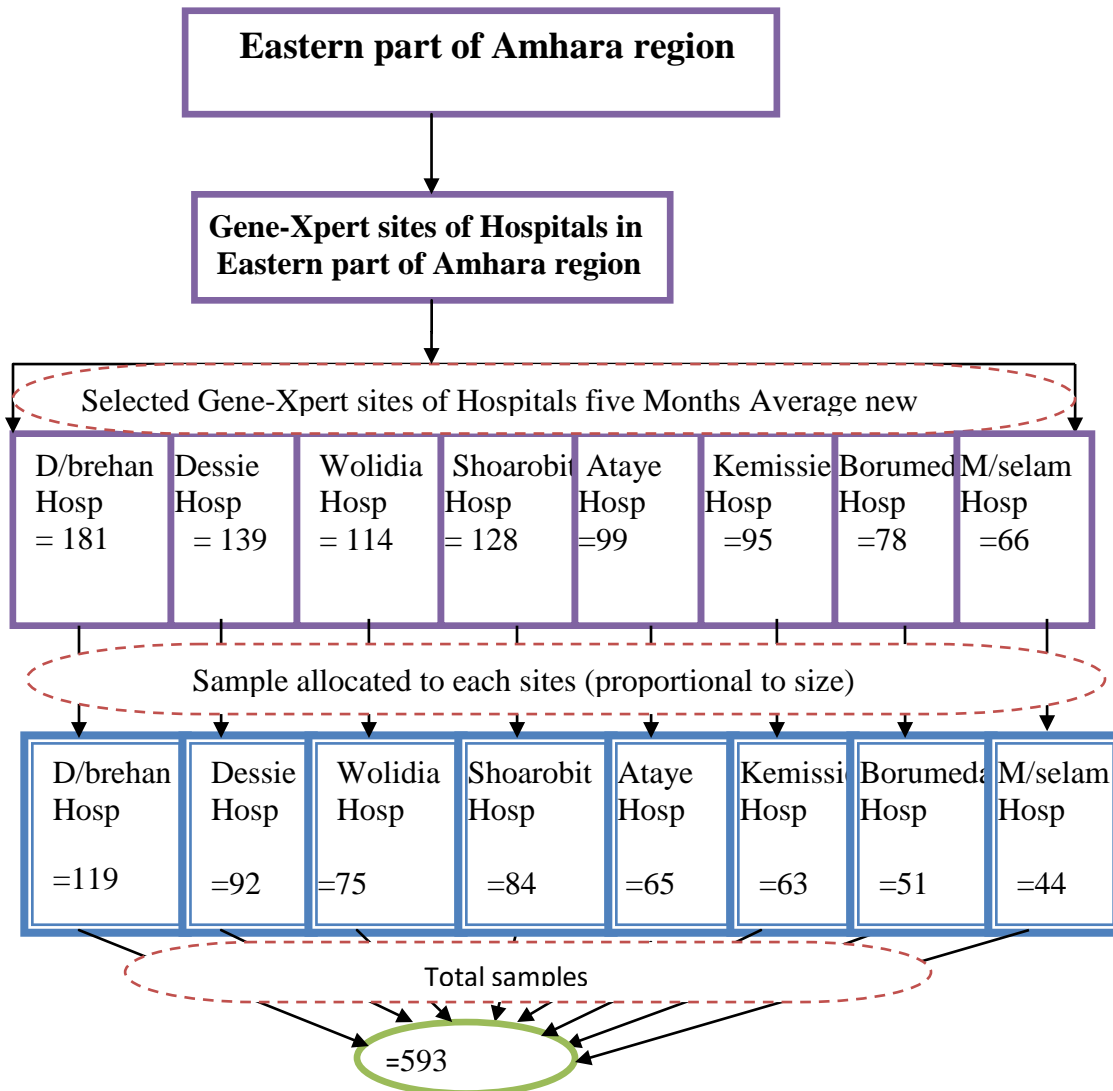 Eastern part of Amhara region
Gene-Xpert sites of Hospitals in
Eastern part of Amhara region
Selected Gene-Xpert sites of Hospitals five Months Average new
D/brehan
Hosp
= 181
Dessie
Hosp
= 139
Wolidia
Hosp
= 114
Shoarobit
Hosp
= 128
Ataye
Hosp
=99
Kemissie
Hosp
=95
Borumed
Hosp
=78
M/selam
Hosp
=66
Sample allocated to each sites (proportional to size)
D/brehan
Hosp
=119
Dessie
Hosp
=92
Wolidia
Hosp
=75
Shoarobit
Hosp
=84
Ataye
Hosp
=65
Kemissi
Hosp
=63
Borumeda
Hosp
=51
M/selam
Hosp
=44
Total samples
=593